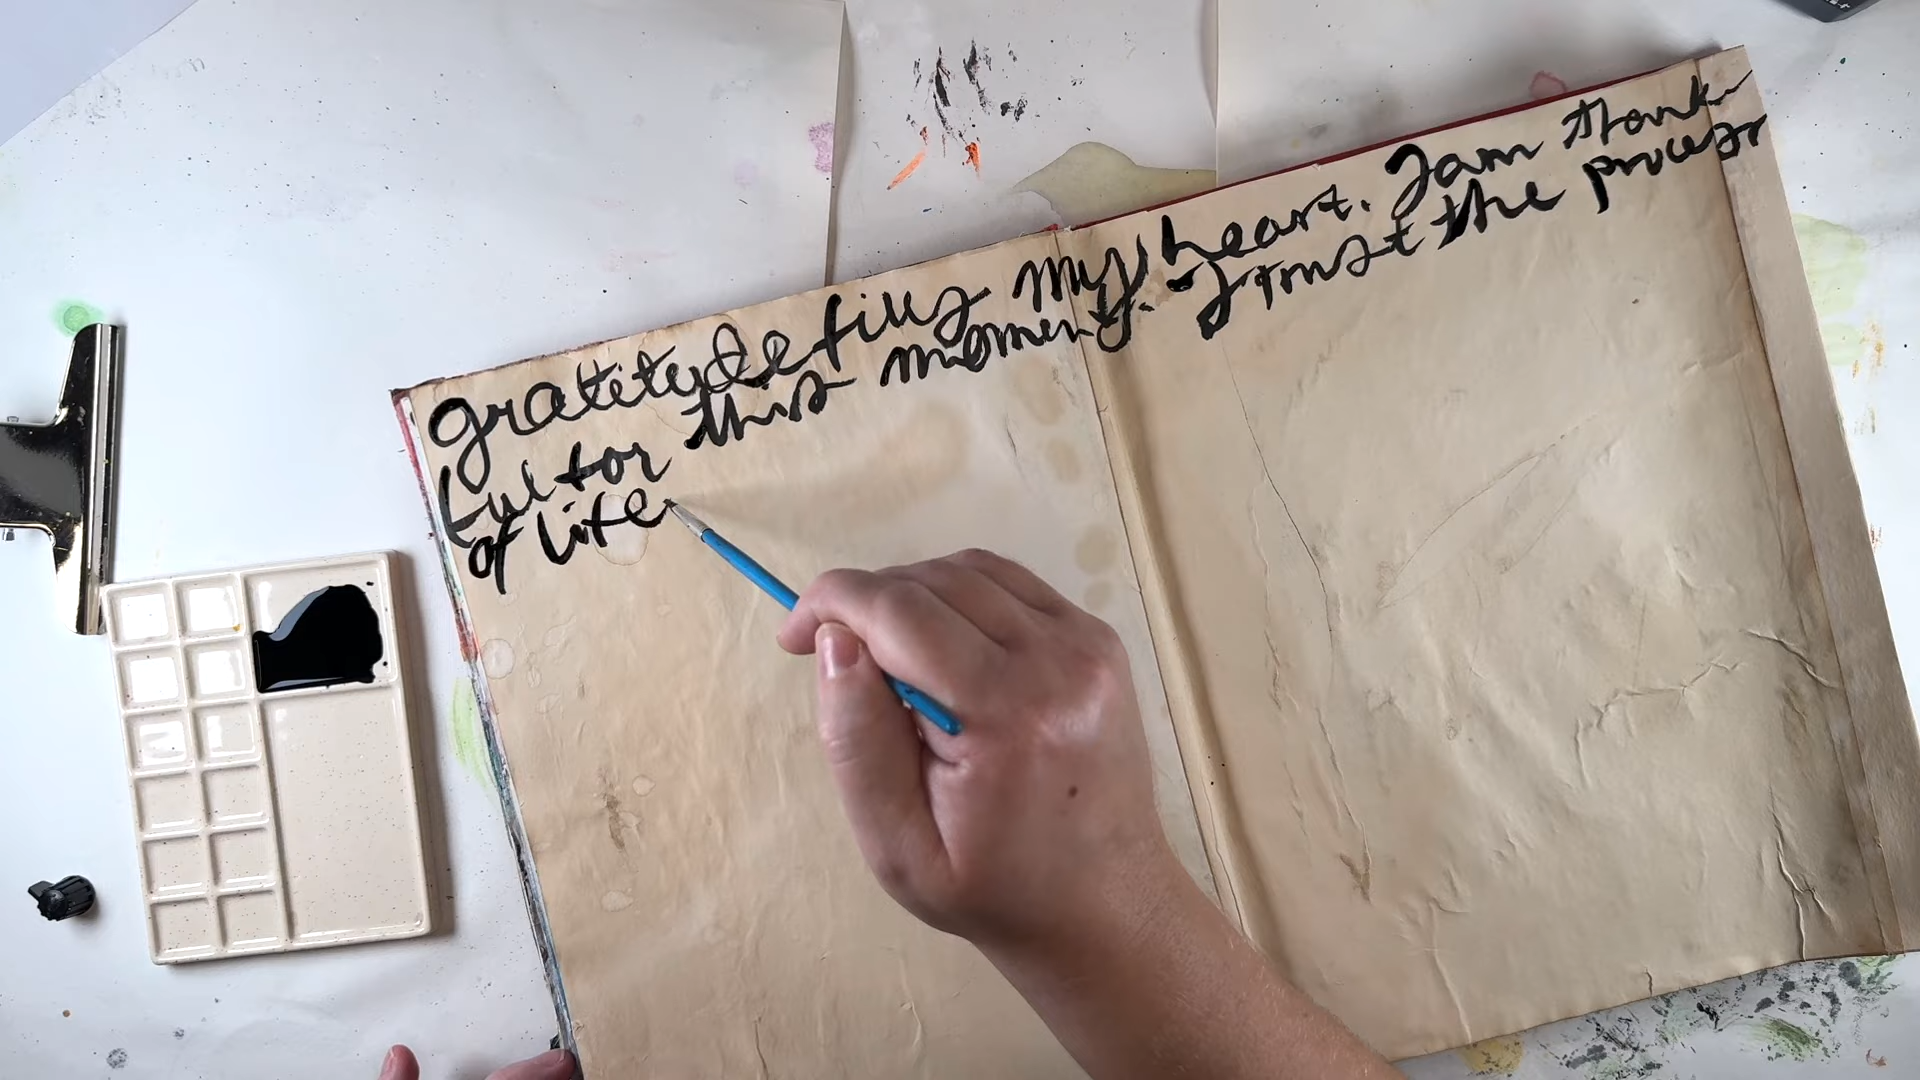 gratitude fills my heart. I am thank
ful for this moment. I trust the process
of life